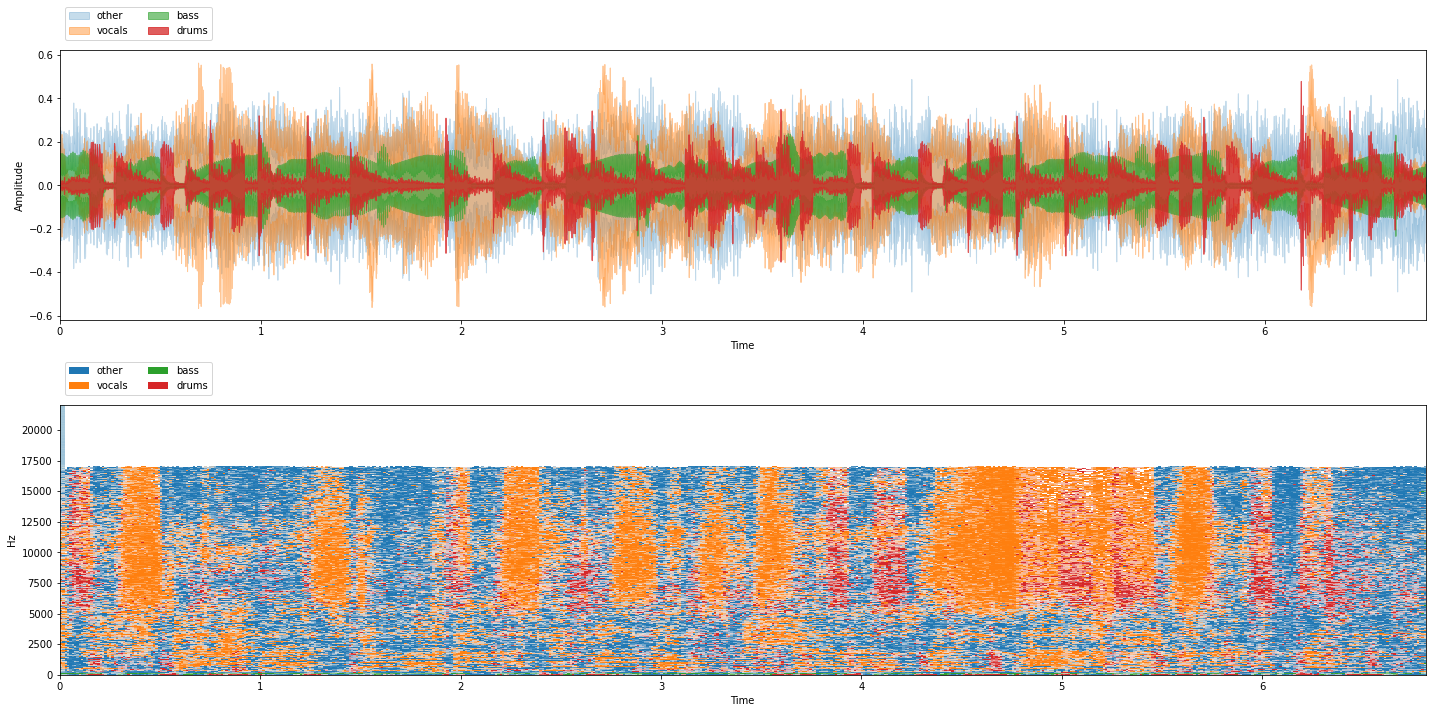 other bass
vocals drums
0.6
0.4
0.2
0.0
−0.2
−0.4
−0.6
Amplitude
0 1 2 3 4 5 6
Time
other bass
vocals drums
20000
17500
15000
12500
10000
7500
5000
2500
0
Hz
0 1 2 3 4 5 6
Time